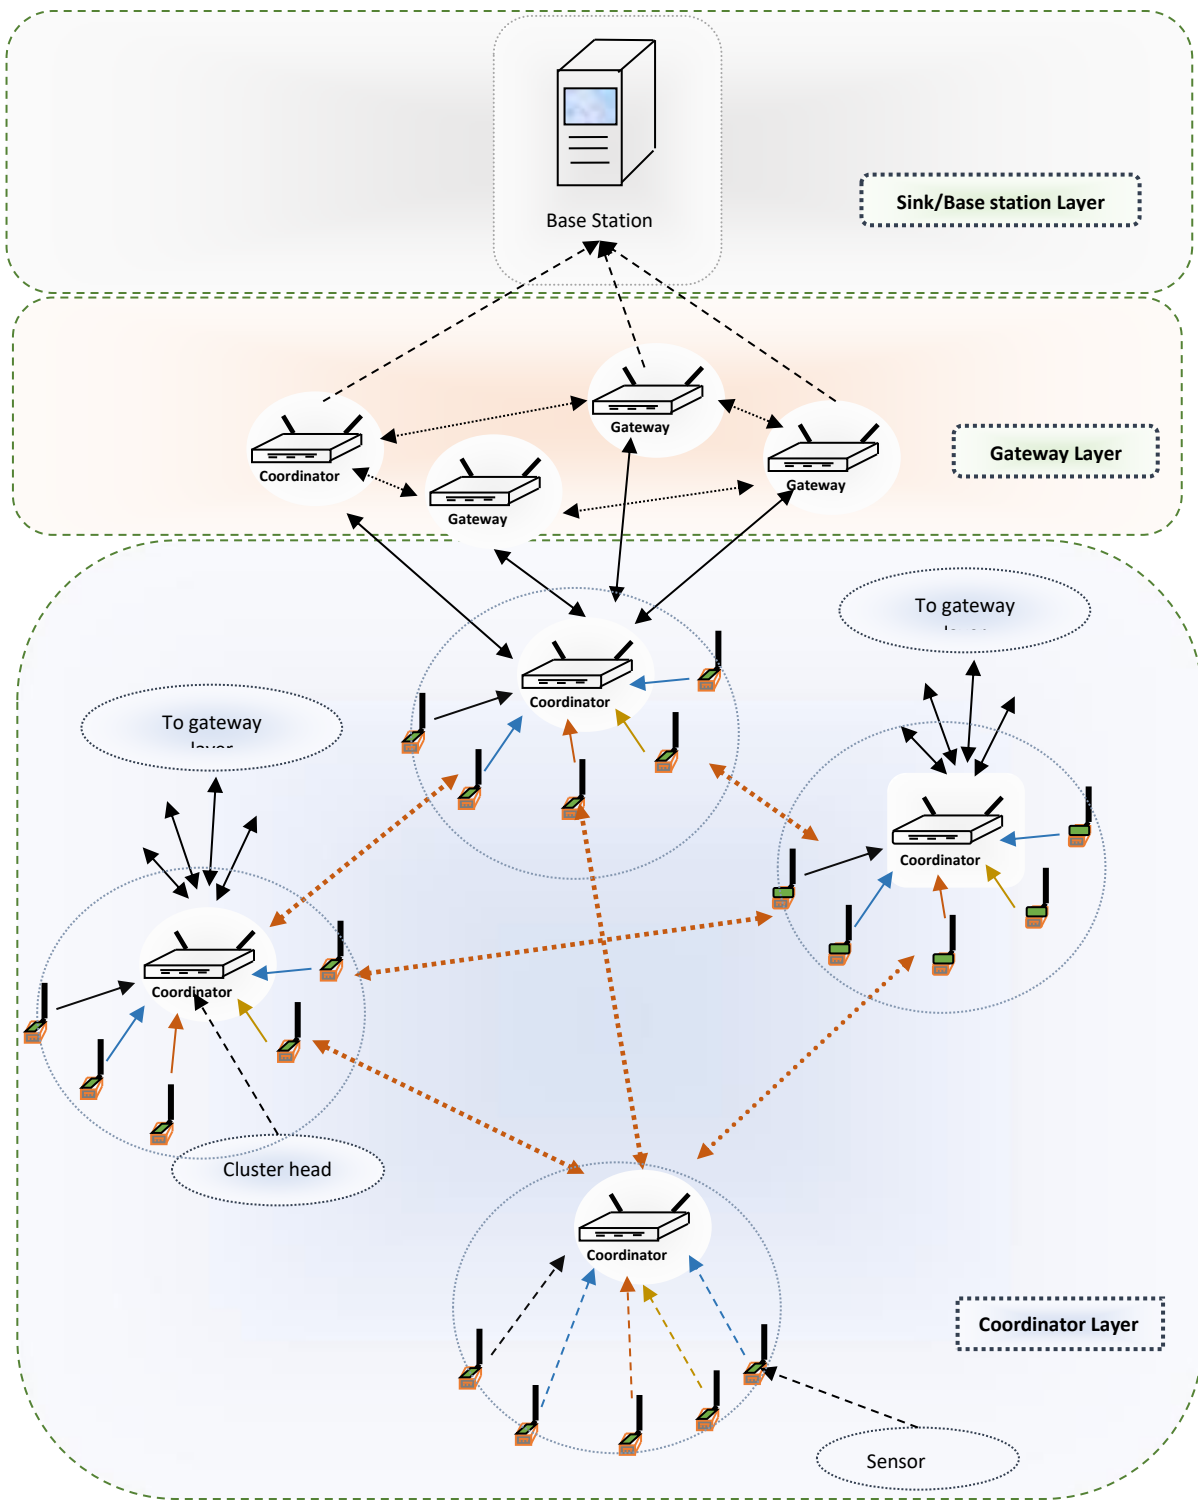 Base Station
Sink/Base station Layer
Gateway
Coordinator
Gateway
Gateway
Gateway Layer
To gateway
Coordinator
To gateway
Coordinator
Coordinator
Cluster head
Coordinator
Coordinator Layer
Sensor